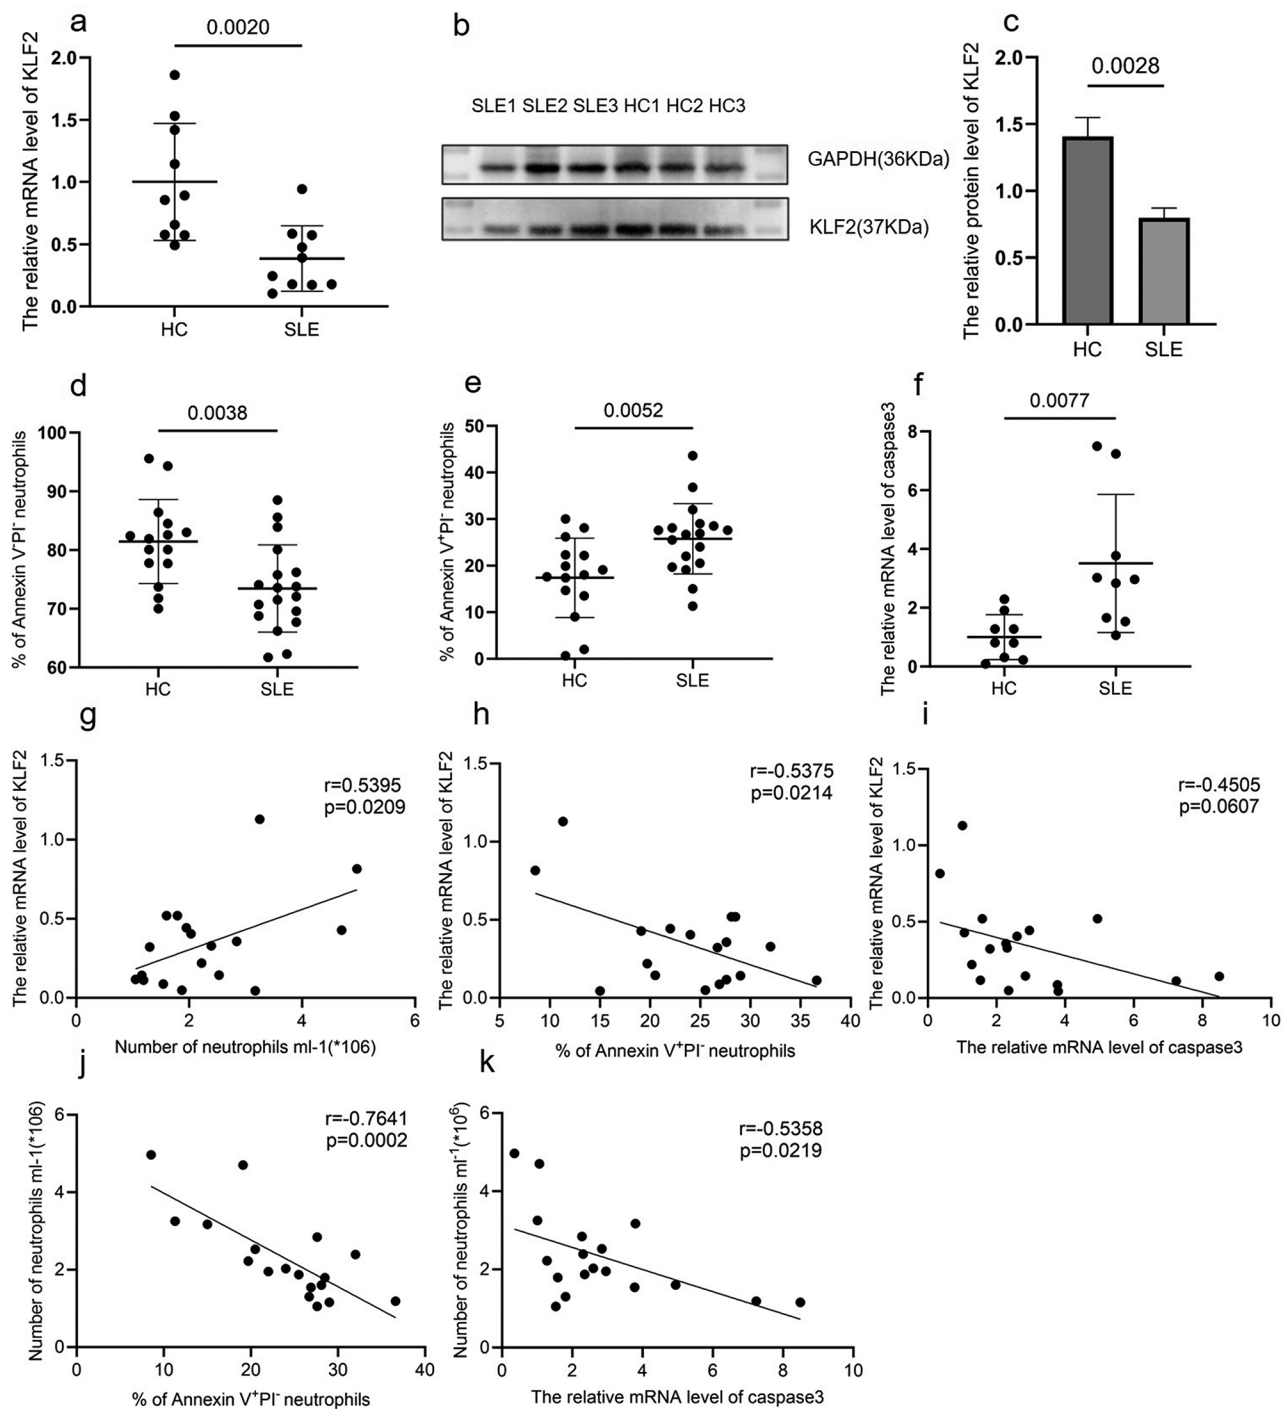 a
0.0020
The relative mRNA level of KLF2
2.0
1.5
1.0
0.5
0.0
HC
SLE
b
SLE1 SLE2 SLE3 HC1 HC2 HC3
GAPDH(36KDa)
KLF2(37KDa)
c
0.0028
The relative protein level of KLF2
2.0
1.5
1.0
0.5
0.0
HC
SLE
d
0.0038
% of Annexin V⁻PI⁻ neutrophils
100
90
80
70
60
HC
SLE
e
0.0052
% of Annexin V⁺PI⁻ neutrophils
50
40
30
20
10
0
HC
SLE
f
0.0077
The relative mRNA level of caspase3
8
6
4
2
0
HC
SLE
g
The relative mRNA level of KLF2
r=0.5395
p=0.0209
1.5
1.0
0.5
0.0
0 2 4 6
Number of neutrophils ml-1(*106)
h
The relative mRNA level of KLF2
r=-0.5375
p=0.0214
1.5
1.0
0.5
0.0
5 10 15 20 25 30 35 40
% of Annexin V⁺PI⁻ neutrophils
i
The relative mRNA level of KLF2
r=-0.4505
p=0.0607
1.5
1.0
0.5
0.0
0 2 4 6 8 10
The relative mRNA level of caspase3
j
Number of neutrophils ml-1(*106)
r=-0.7641
p=0.0002
6
4
2
0
0 10 20 30 40
% of Annexin V⁺PI⁻ neutrophils
k
Number of neutrophils ml⁻¹(*10⁶)
r=-0.5358
p=0.0219
6
4
2
0
0 2 4 6 8 10
The relative mRNA level of caspase3